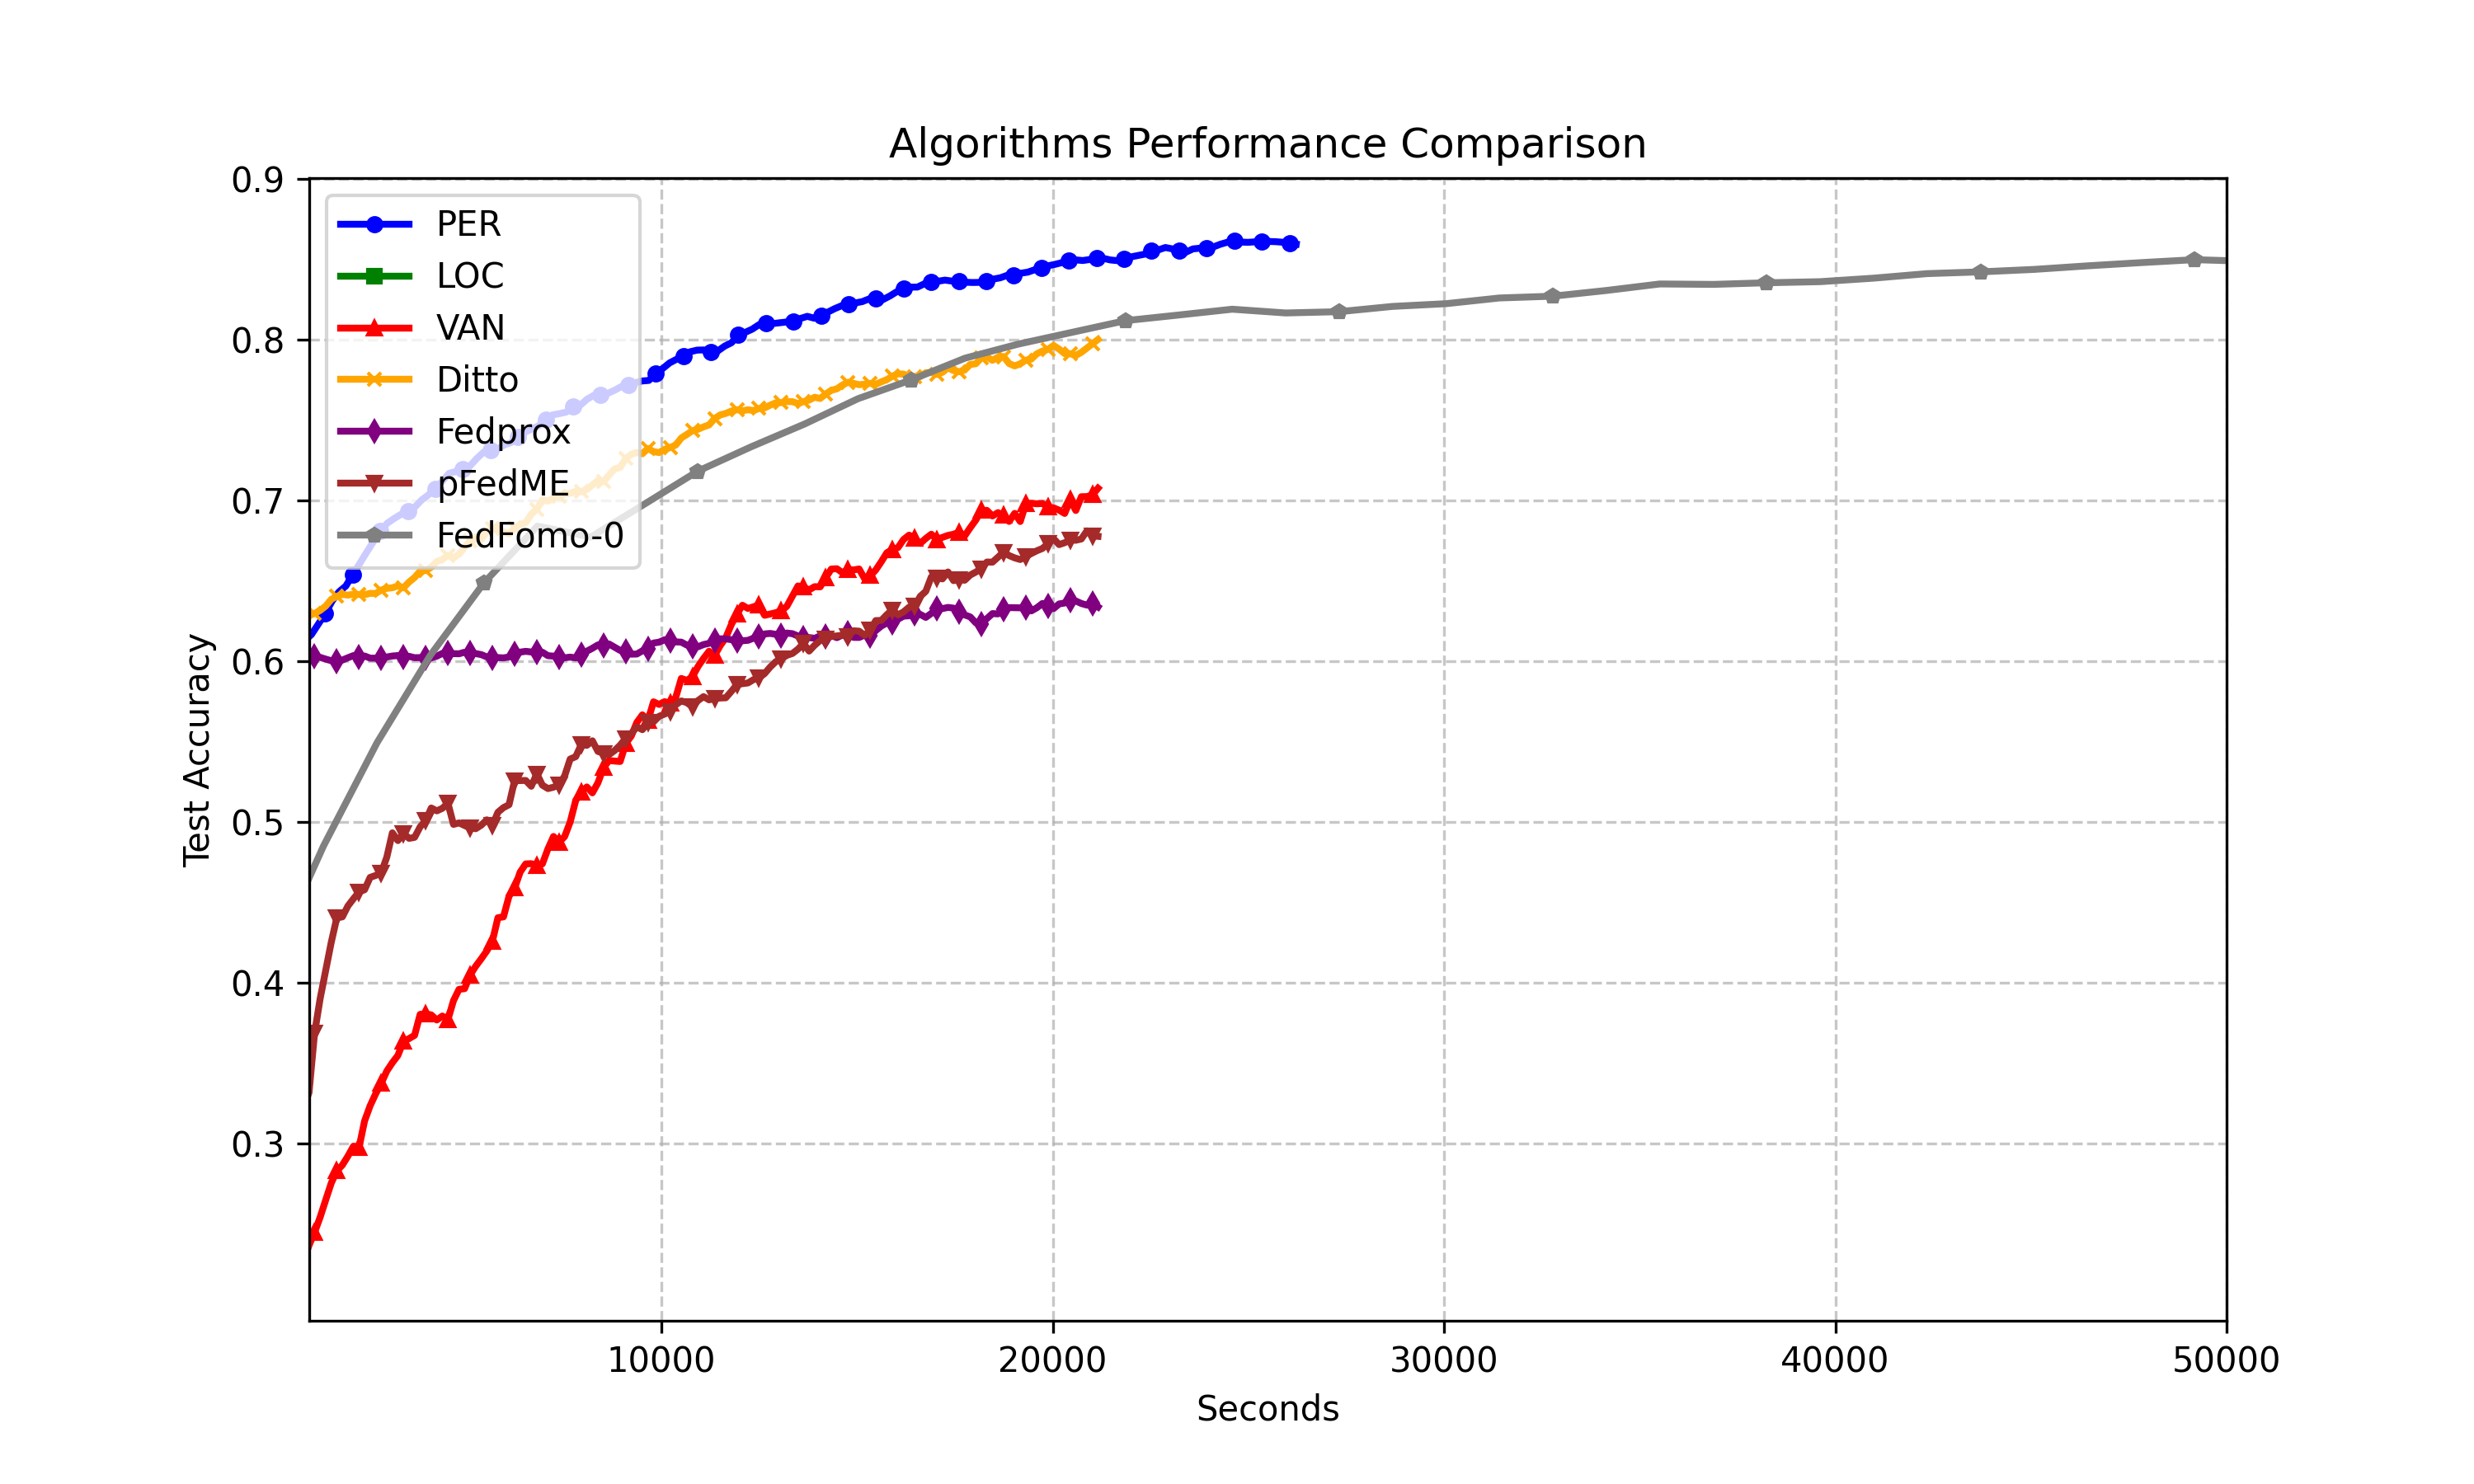 Algorithms Performance Comparison
0.9
0.8
0.7
0.6
0.5
0.4
0.3
Test Accuracy
PER
LOC
VAN
Ditto
Fedprox
pFedME
FedFomo-0
10000 20000 30000 40000 50000
Seconds